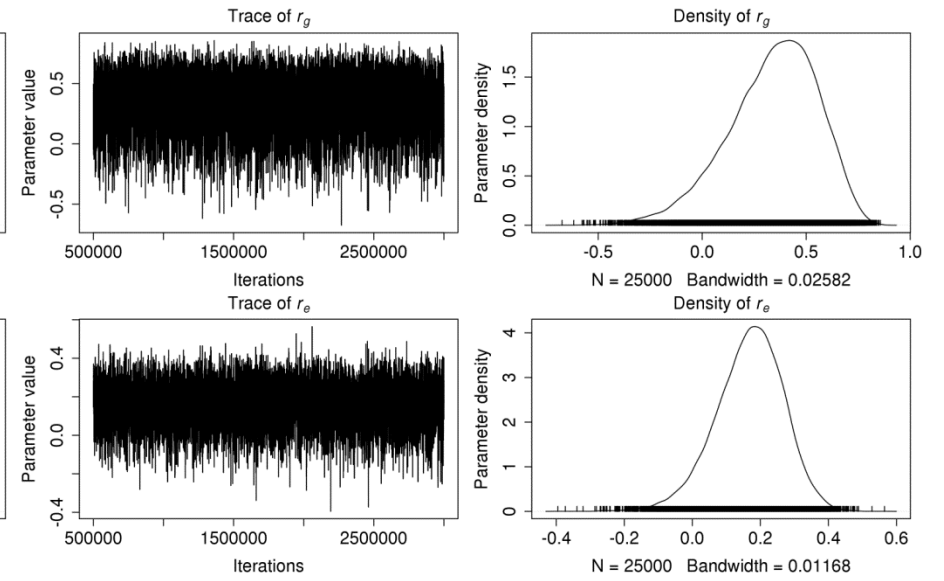 Trace of r_g
Parameter value
0.5
0.0
-0.5
500000 1500000 2500000
Iterations
Density of r_g
Parameter density
1.5
1.0
0.5
0.0
-0.5 0.0 0.5 1.0
N = 25000 Bandwidth = 0.02582
Trace of r_e
Parameter value
0.4
0.0
-0.4
500000 1500000 2500000
Iterations
Density of r_e
Parameter density
4
3
2
1
0
-0.4 -0.2 0.0 0.2 0.4 0.6
N = 25000 Bandwidth = 0.01168